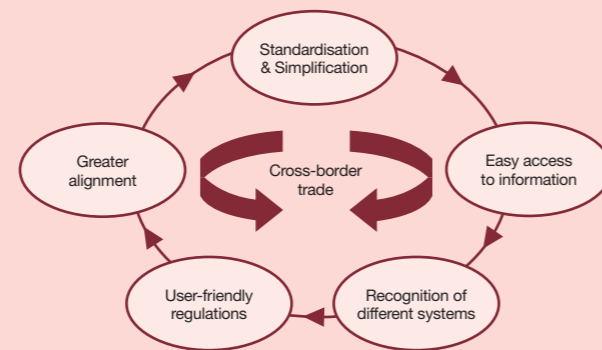 Standardisation
& Simplification
Easy access
to information
Recognition of
different systems
User-friendly
regulations
Greater
alignment
Cross-border
trade